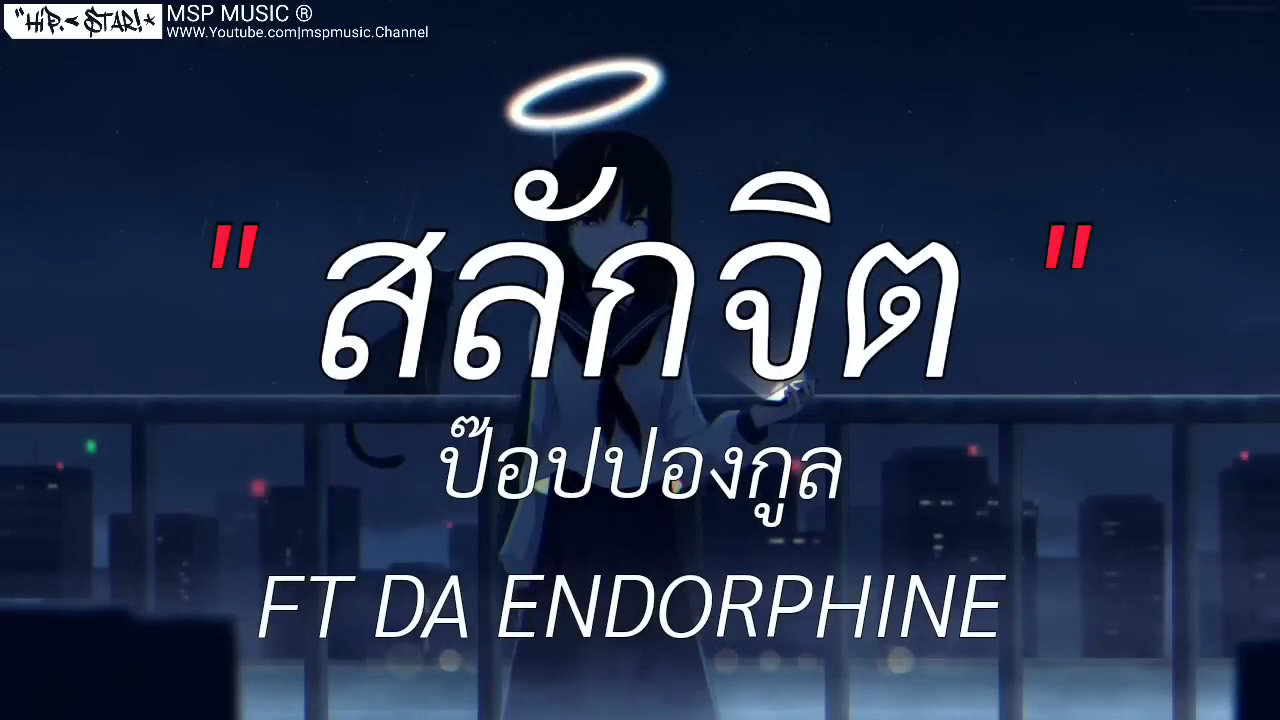 "HIP.< STAR!*
MSP MUSIC ®
WWW.Youtube.com|mspmusic.Channel
" สลักจิต "
ป๊อปปองกูล
FT DA ENDORPHINE